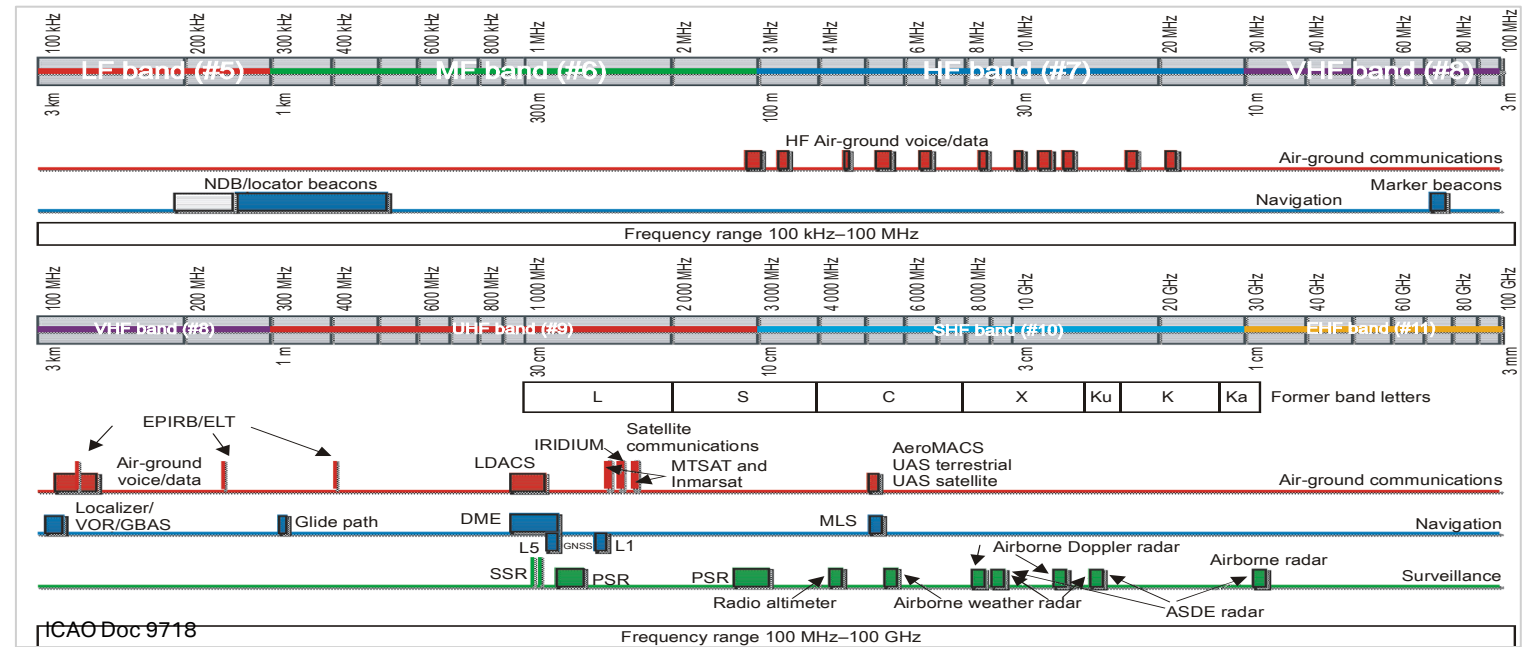 100 kHz 200 kHz 300 kHz 400 kHz 600 kHz 800 kHz 1 MHz 2 MHz 3 MHz 4 MHz 6 MHz 8 MHz 10 MHz 20 MHz 30 MHz 40 MHz 60 MHz 80 MHz 100 MHz
LF band (#5) MF band (#6) HF band (#7) VHF band (#8)
3 km 1 km 300 m 100 m 30 m 10 m 3 m
HF Air-ground voice/data
Air-ground communications
NDB/locator beacons
Marker beacons
Navigation
Frequency range 100 kHz–100 MHz
100 MHz 200 MHz 300 MHz 400 MHz 600 MHz 800 MHz 1 000 MHz 2 000 MHz 3 000 MHz 4 000 MHz 6 000 MHz 8 000 MHz 10 GHz 20 GHz 30 GHz 40 GHz 60 GHz 80 GHz 100 GHz
VHF band (#8) UHF band (#9) SHF band (#10) EHF band (#11)
3 km 1 m 30 cm 10 cm 3 cm 1 cm 3 mm
L S C X Ku K Ka Former band letters
EPIRB/ELT
Air-ground
voice/data
LDACS
IRIDIUM
Satellite
communications
MTSAT and
Inmarsat
AeroMACS
UAS terrestrial
UAS satellite
Air-ground communications
Localizer/
VOR/GBAS
Glide path
DME
MLS
Navigation
L5 GNSS L1
Airborne Doppler radar
Airborne radar
SSR PSR PSR
Surveillance
Radio altimeter
Airborne weather radar
ASDE radar
ICAO Doc 9718
Frequency range 100 MHz–100 GHz